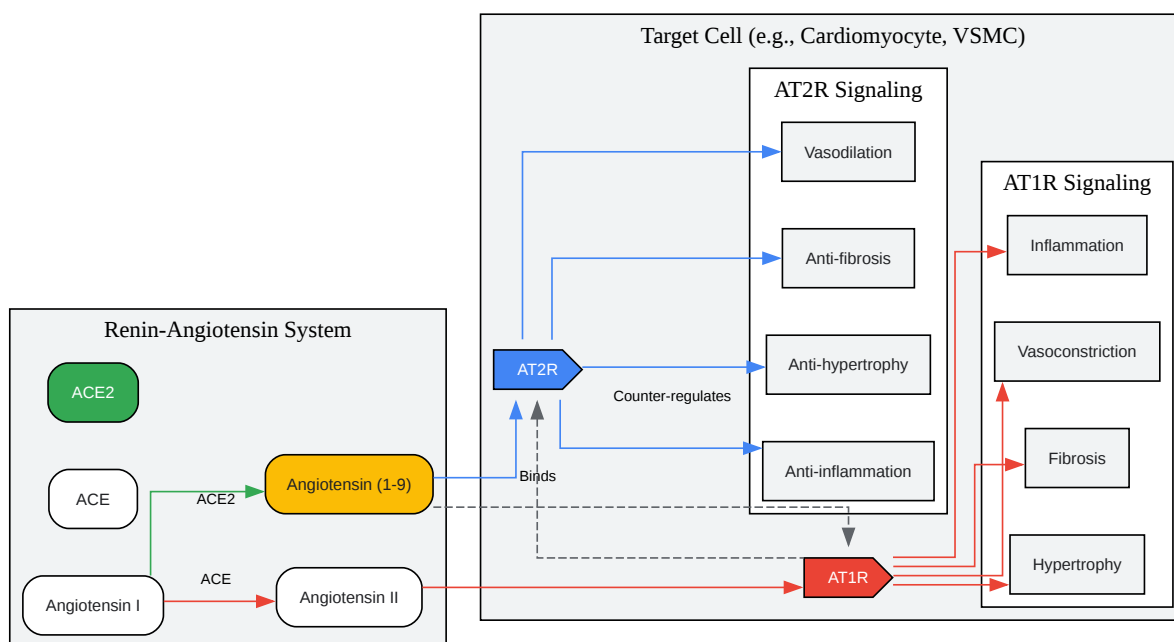 Target Cell (e.g., Cardiomyocyte, VSMC)
AT2R Signaling
Vasodilation
AT1R Signaling
Inflammation
Anti-fibrosis
Renin-Angiotensin System
Vasoconstriction
AT2R
Anti-hypertrophy
Counter-regulates
ACE2
Fibrosis
Anti-inflammation
Binds
Angiotensin (1-9)
ACE2
ACE
Hypertrophy
AT1R
ACE
Angiotensin II
Angiotensin I